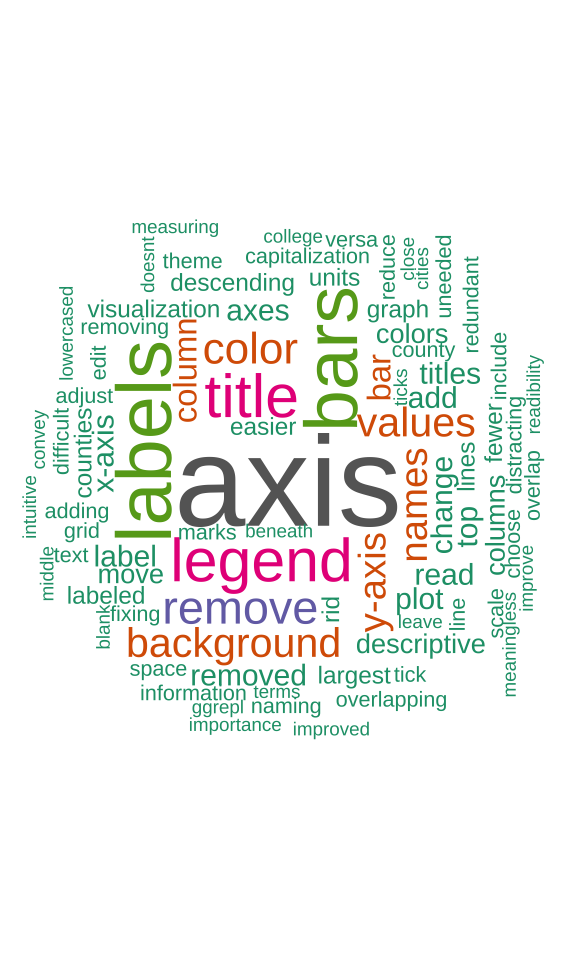 measuring
college
versa
doesnt
theme
capitalization
reduce
close
cities
uneeded
redundant
descending
units
lowercased
visualization
axes
graph
removing
column
color
bars
colors
county
include
edit
labels
title
bar
ticks
titles
readibility
adjust
add
convey
difficult
counties
x-axis
easier
values
fewer
distracting
axis
names
change
lines
overlap
intuitive
adding
top
columns
choose
grid
marks
beneath
middle
text
label
legend
y-axis
read
improve
move
labeled
plot
scale
meaningless
blank
fixing
remove
rid
leave
line
background
descriptive
space
removed
largest
tick
information
terms
overlapping
ggrepl
naming
importance
improved